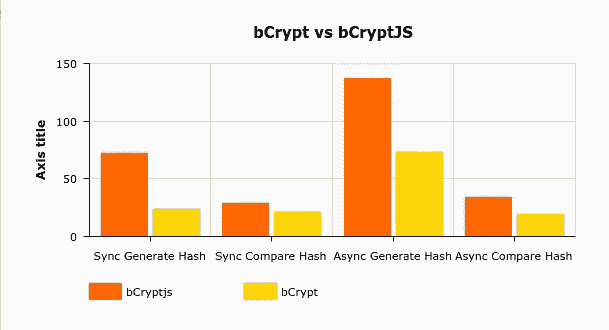 bCrypt vs bCryptJS
150
100
50
0
Axis title
Sync Generate Hash
Sync Compare Hash
Async Generate Hash
Async Compare Hash
bCryptjs
bCrypt